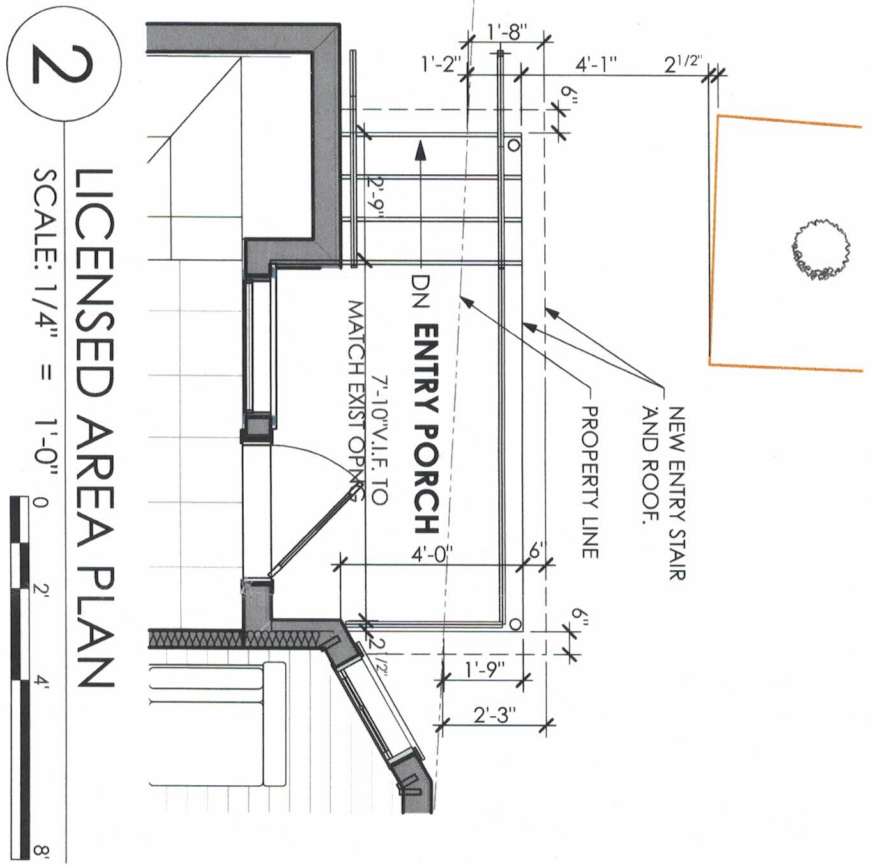 1'-8"
1'-2"
4'-1"
2 1/2"
6"
2'-9"
DN
ENTRY PORCH
7'-10"V.I.F. TO
MATCH EXIST OPNG
NEW ENTRY STAIR
AND ROOF.
PROPERTY LINE
4'-0"
6"
6"
2 1/2"
1'-9"
2'-3"
2
LICENSED AREA PLAN
SCALE: 1/4" = 1'-0"
0 2' 4' 8'